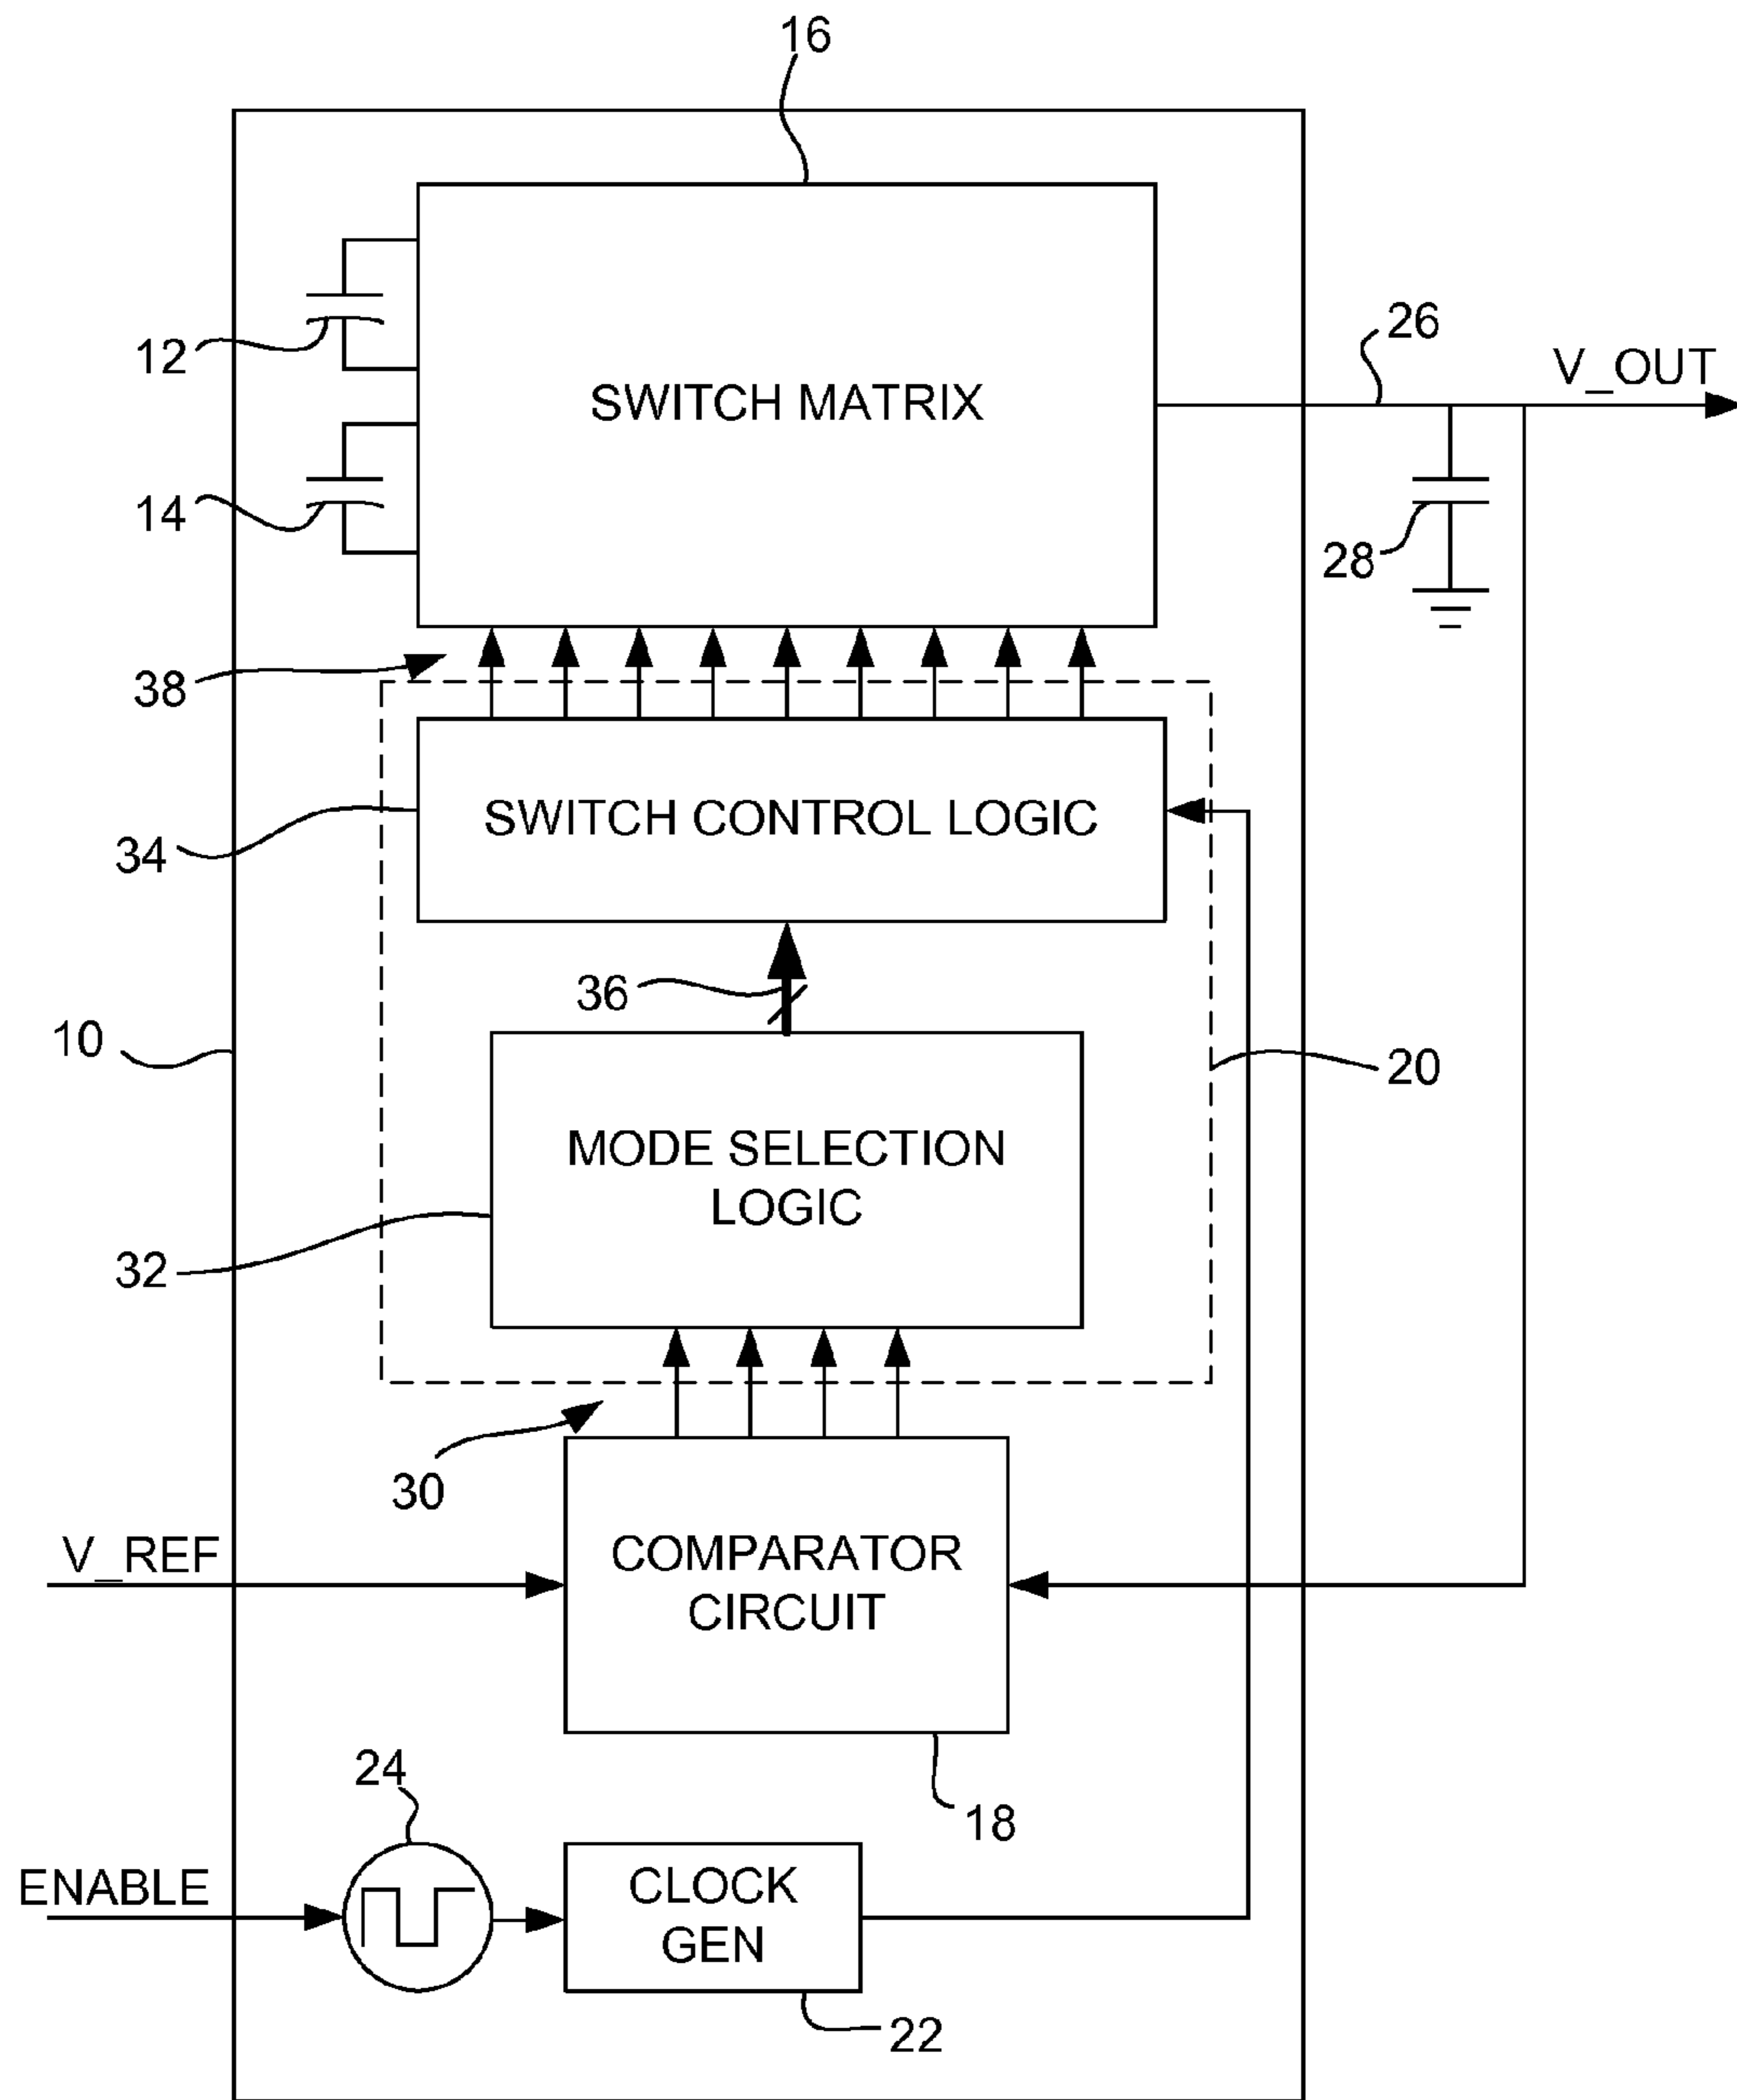 16
12
SWITCH MATRIX
26
V_OUT
14
28
38
SWITCH CONTROL LOGIC
34
36
10
20
MODE SELECTION
LOGIC
32
30
V_REF
COMPARATOR
CIRCUIT
24
18
ENABLE
CLOCK
GEN
22